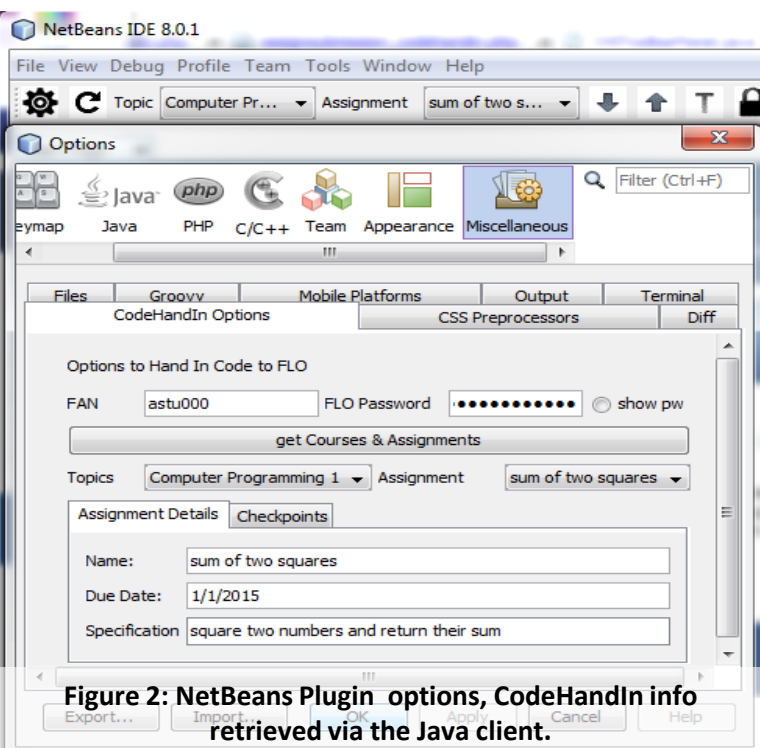 NetBeans IDE 8.0.1
File View Debug Profile Team Tools Window Help
Topic Computer Pr... Assignment sum of two s... T
Options
eymap Java PHP C/C++ Team Appearance Miscellaneous Filter (Ctrl+F)
Files Groovy Mobile Platforms Output Terminal
CodeHandIn Options CSS Preprocessors Diff
Options to Hand In Code to FLO
FAN astu000 FLO Password ●●●●●●●●●●●● show pw
get Courses & Assignments
Topics Computer Programming 1 Assignment sum of two squares
Assignment Details Checkpoints
Name: sum of two squares
Due Date: 1/1/2015
Specification square two numbers and return their sum
Figure 2: NetBeans Plugin options, CodeHandIn info
Export... Import... OK Apply Cancel Help
retrieved via the Java client.